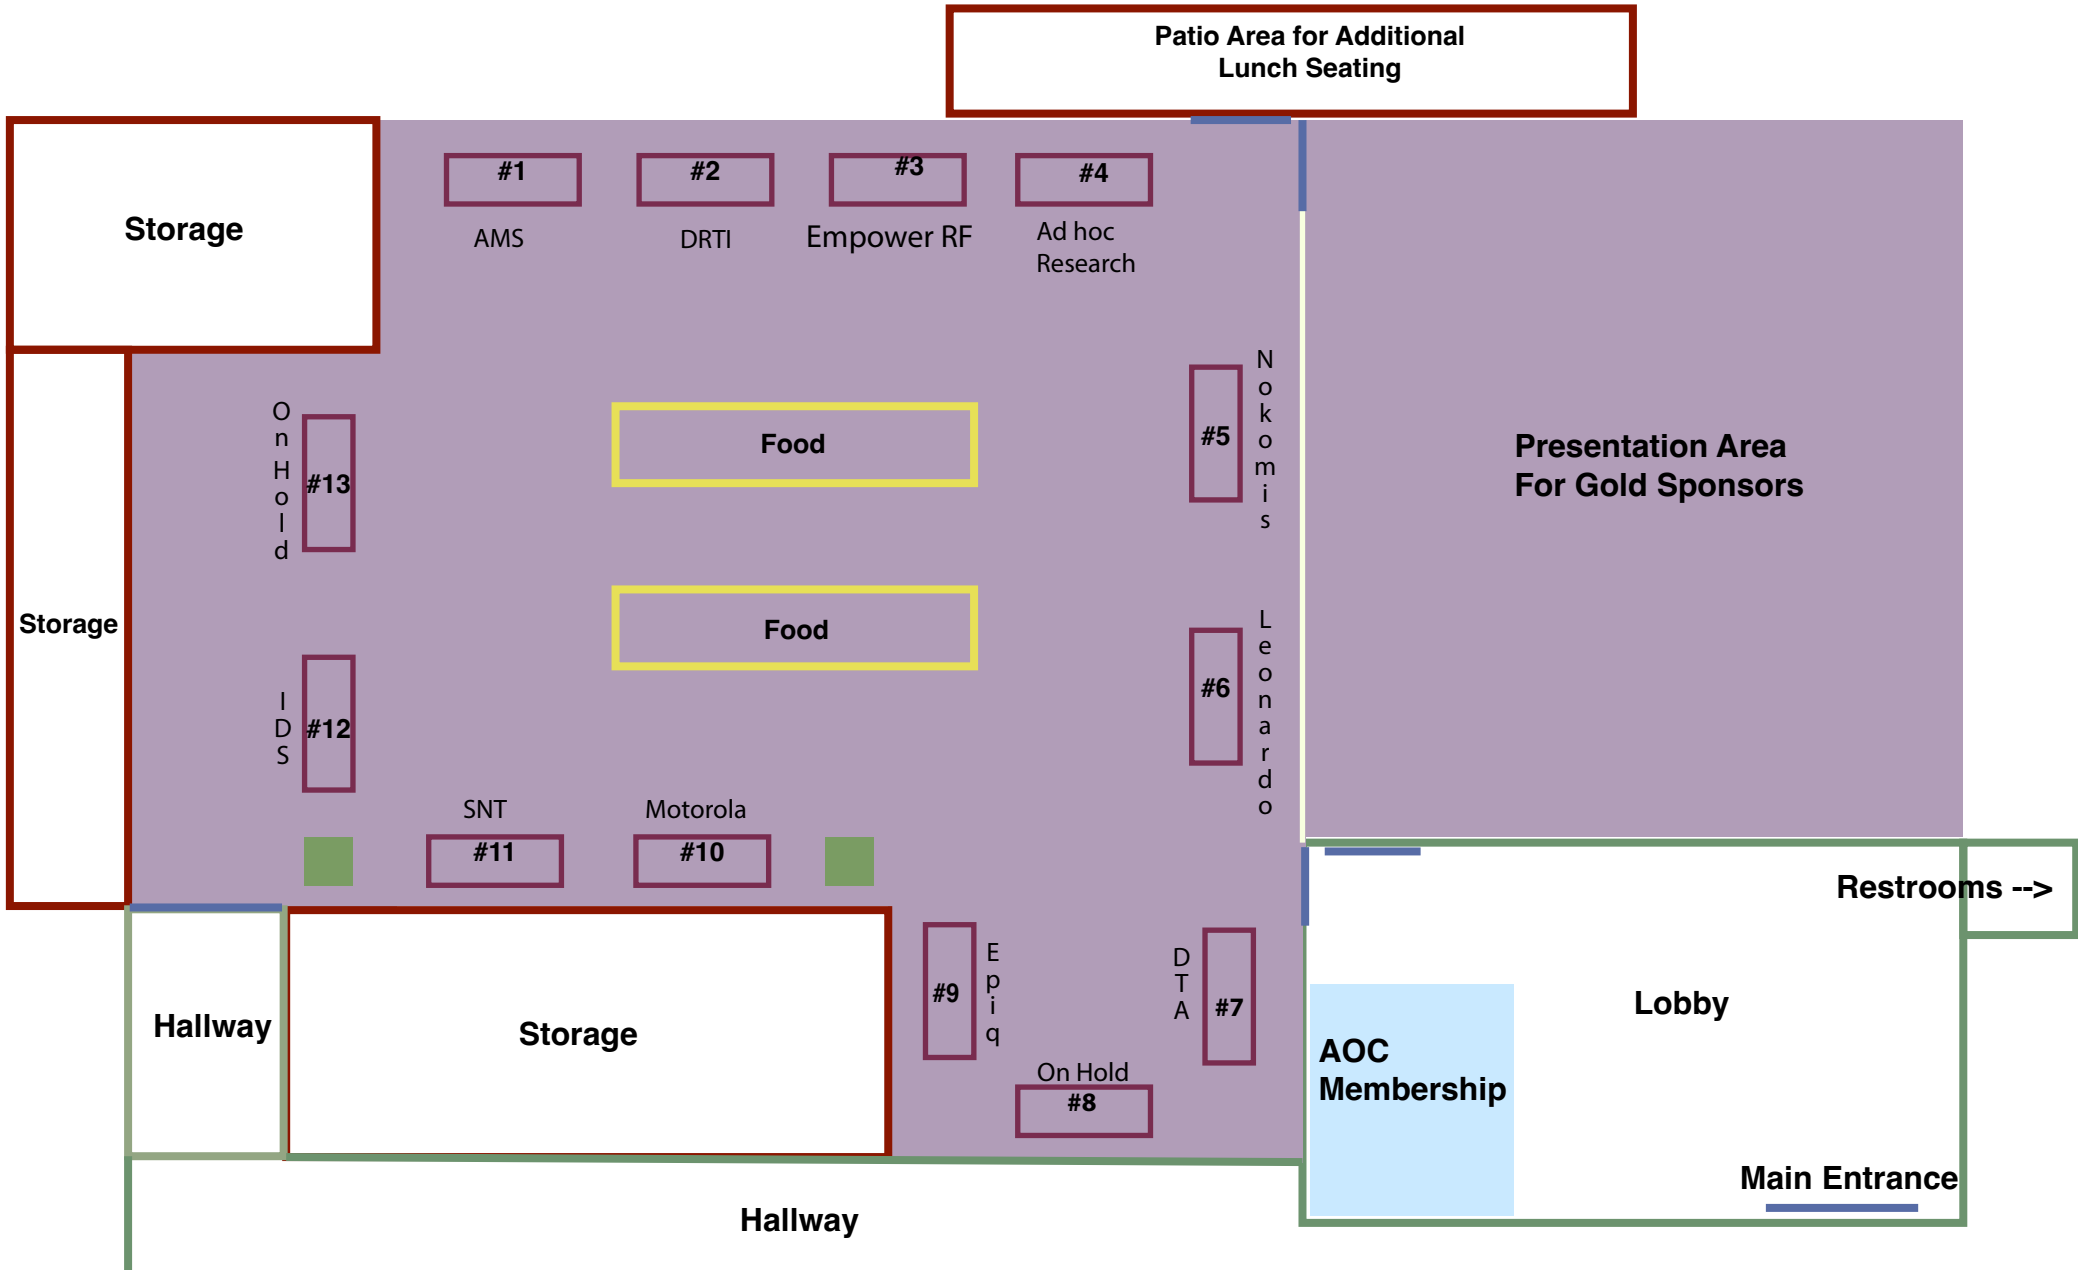 Patio Area for Additional
Lunch Seating
#1
#2
#3
#4
Storage
AMS
DRTI
Empower RF
Ad hoc
Research
Nokomis
#5
On Hold
#13
Food
Presentation Area
For Gold Sponsors
Storage
Food
Leonardo
#6
IDS
#12
SNT
#11
Motorola
#10
Restrooms -->
Epiq
#9
DTA
#7
Hallway
Storage
Lobby
AOC
Membership
On Hold
#8
Main Entrance
Hallway